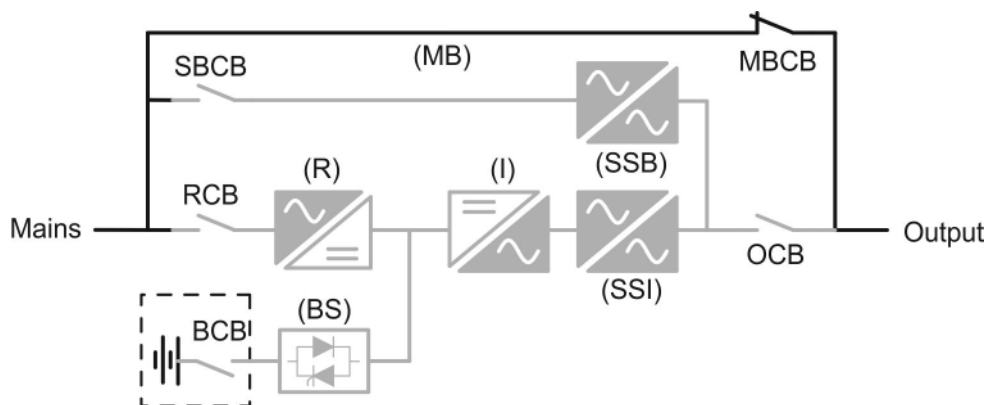 (MB)
MBCB
SBCB
(SSB)
(R)
(I)
RCB
Mains
Output
OCB
(SSI)
(BS)
BCB